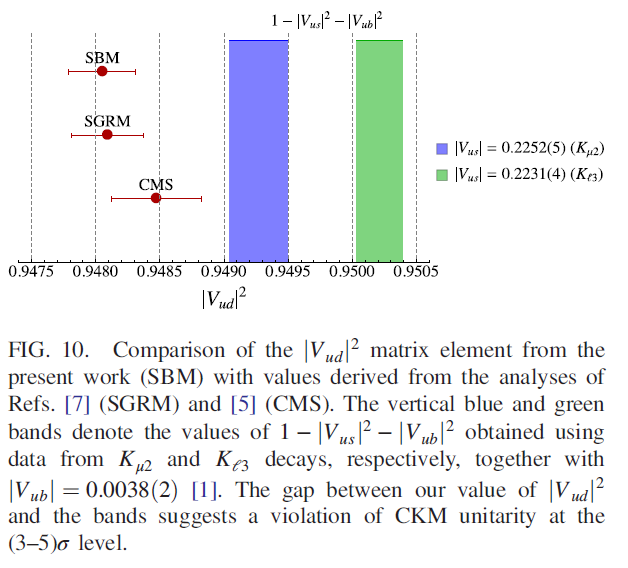 1 − |V_us|² − |V_ub|²
SBM
SGRM
CMS
|V_us| = 0.2252(5) (K_μ2)
|V_us| = 0.2231(4) (K_ℓ3)
0.9475 0.9480 0.9485 0.9490 0.9495 0.9500 0.9505
|V_ud|²
FIG. 10. Comparison of the |V_ud|² matrix element from the
present work (SBM) with values derived from the analyses of
Refs. [7] (SGRM) and [5] (CMS). The vertical blue and green
bands denote the values of 1 − |V_us|² − |V_ub|² obtained using
data from K_μ2 and K_ℓ3 decays, respectively, together with
|V_ub| = 0.0038(2) [1]. The gap between our value of |V_ud|²
and the bands suggests a violation of CKM unitarity at the
(3–5)σ level.